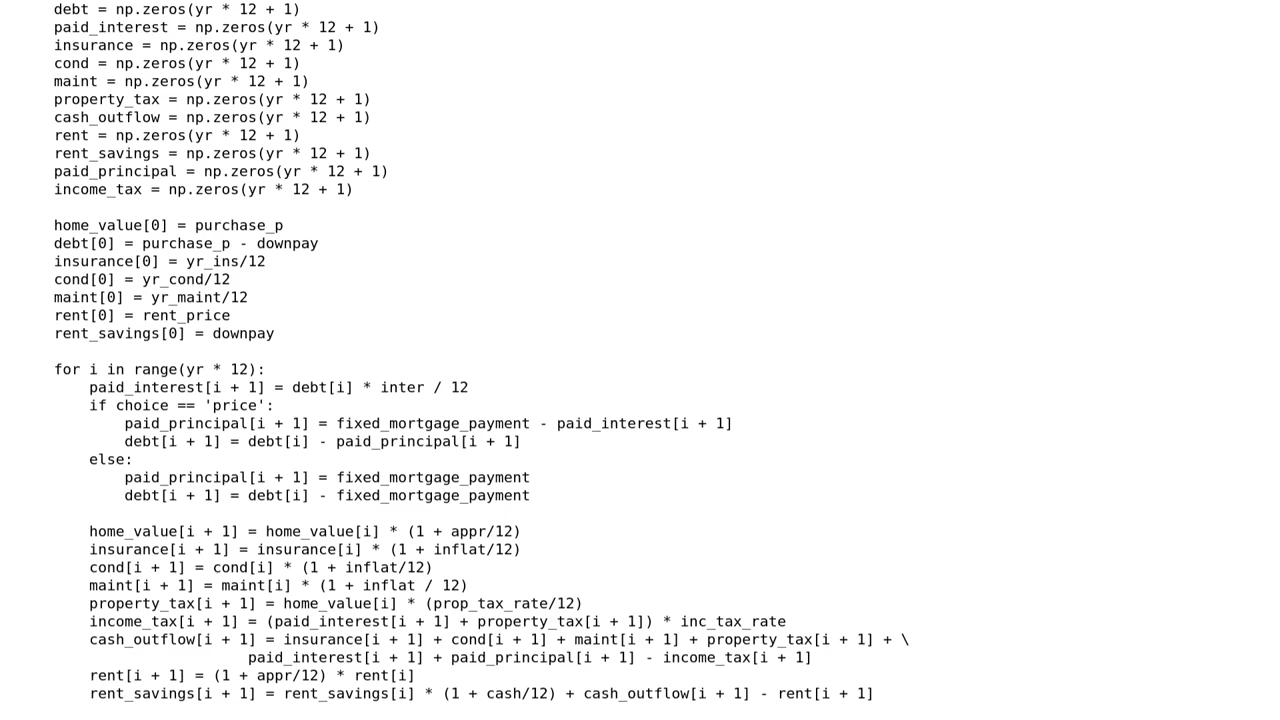 debt = np.zeros(yr * 12 + 1)
paid_interest = np.zeros(yr * 12 + 1)
insurance = np.zeros(yr * 12 + 1)
cond = np.zeros(yr * 12 + 1)
maint = np.zeros(yr * 12 + 1)
property_tax = np.zeros(yr * 12 + 1)
cash_outflow = np.zeros(yr * 12 + 1)
rent = np.zeros(yr * 12 + 1)
rent_savings = np.zeros(yr * 12 + 1)
paid_principal = np.zeros(yr * 12 + 1)
income_tax = np.zeros(yr * 12 + 1)

home_value[0] = purchase_p
debt[0] = purchase_p - downpay
insurance[0] = yr_ins/12
cond[0] = yr_cond/12
maint[0] = yr_maint/12
rent[0] = rent_price
rent_savings[0] = downpay

for i in range(yr * 12):
    paid_interest[i + 1] = debt[i] * inter / 12
    if choice == 'price':
        paid_principal[i + 1] = fixed_mortgage_payment - paid_interest[i + 1]
        debt[i + 1] = debt[i] - paid_principal[i + 1]
    else:
        paid_principal[i + 1] = fixed_mortgage_payment
        debt[i + 1] = debt[i] - fixed_mortgage_payment

    home_value[i + 1] = home_value[i] * (1 + appr/12)
    insurance[i + 1] = insurance[i] * (1 + inflat/12)
    cond[i + 1] = cond[i] * (1 + inflat/12)
    maint[i + 1] = maint[i] * (1 + inflat / 12)
    property_tax[i + 1] = home_value[i] * (prop_tax_rate/12)
    income_tax[i + 1] = (paid_interest[i + 1] + property_tax[i + 1]) * inc_tax_rate
    cash_outflow[i + 1] = insurance[i + 1] + cond[i + 1] + maint[i + 1] + property_tax[i + 1] + \
                      paid_interest[i + 1] + paid_principal[i + 1] - income_tax[i + 1]
    rent[i + 1] = (1 + appr/12) * rent[i]
    rent_savings[i + 1] = rent_savings[i] * (1 + cash/12) + cash_outflow[i + 1] - rent[i + 1]